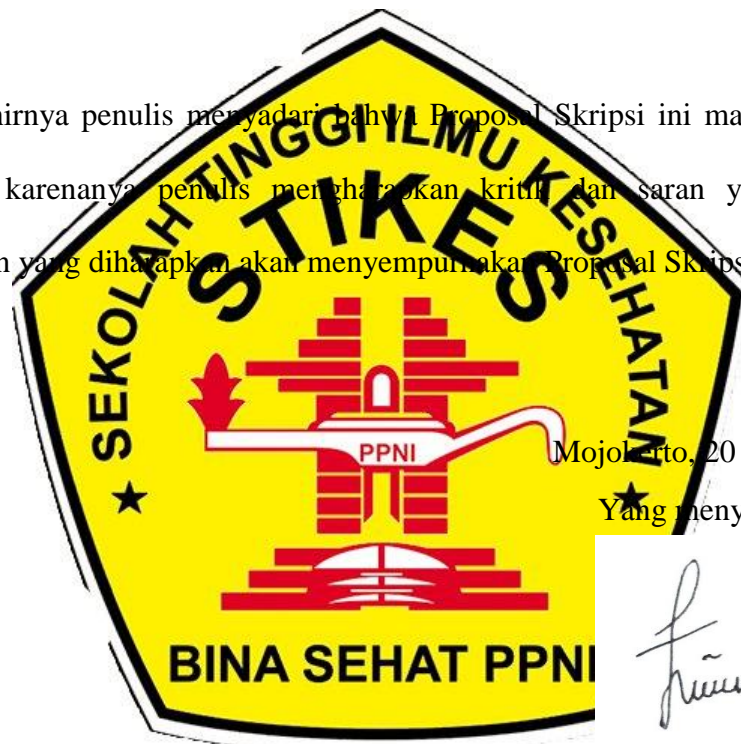 hirnya penulis menyadari bahwa Proposal Skripsi ini ma
karenanya penulis mengharapkan kritik dan saran y
n yang diharapkan akan menyempurnakan Proposal Skrips
SEKOLAH TINGGI ILMU KESEHATAN
STIKES
PPNI
Mojokerto, 20
Yang meny
BINA SEHAT PPNI